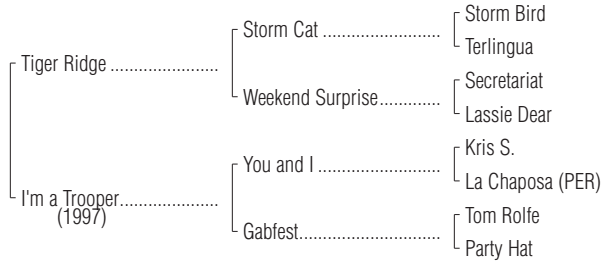 Storm Bird
Storm Cat ........................
Terlingua
Tiger Ridge ......................
Secretariat
Weekend Surprise.............
Lassie Dear
Kris S.
You and I .........................
La Chaposa (PER)
I'm a Trooper....................
(1997)
Tom Rolfe
Gabfest.............................
Party Hat